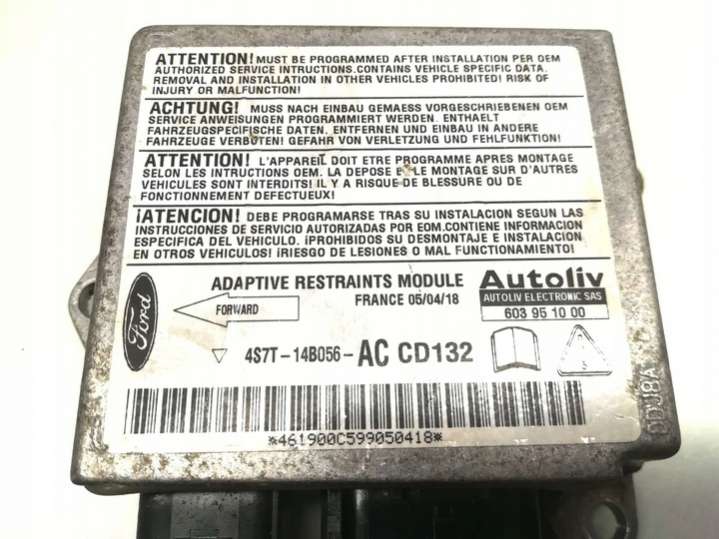 ATTENTION! MUST BE PROGRAMMED AFTER INSTALLATION PER OEM
AUTHORIZED SERVICE INTRUCTIONS.CONTAINS VEHICLE SPECIFIC DATA.
REMOVAL AND INSTALLATION IN OTHER VEHICLES PROHIBITED! RISK OF
INJURY OR MALFUNCTION!
ACHTUNG! MUSS NACH EINBAU GEMAESS VORGESCHRIEBENEN OEM
SERVICE ANWEISUNGEN PROGRAMMIERT WERDEN. ENTHAELT
FAHRZEUGSPECIFISCHE DATEN, ENTFERNEN UND EINBAU IN ANDERE
FAHRZEUGE VERBOTEN! GEFAHR VON VERLETZUNG UND FEHLFUNKTION!
ATTENTION! L'APPAREIL DOIT ETRE PROGRAMME APRES MONTAGE
SELON LES INTRUCTIONS OEM. LA DEPOSE ET LE MONTAGE SUR D'AUTRES
VEHICULES SONT INTERDITS! IL Y A RISQUE DE BLESSURE OU DE
FONCTIONNEMENT DEFECTUEUX!
¡ATENCION! DEBE PROGRAMARSE TRAS SU INSTALACION SEGUN LAS
INSTRUCCIONES DE SERVICIO AUTORIZADAS POR EOM.CONTIENE INFORMACION
ESPECIFICA DEL VEHICULO. ¡PROHIBIDOS SU DESMONTAJE E INSTALACION
EN OTROS VEHICULOS! ¡RIESGO DE LESIONES O MAL FUNCIONAMIENTO!
ADAPTIVE RESTRAINTS MODULE
FRANCE 05/04/18
Autoliv
AUTOLIV ELECTRONIC SAS
603 95 10 00
Ford
FORWARD
4S7T-14B056-AC CD132
*461900C599050418*